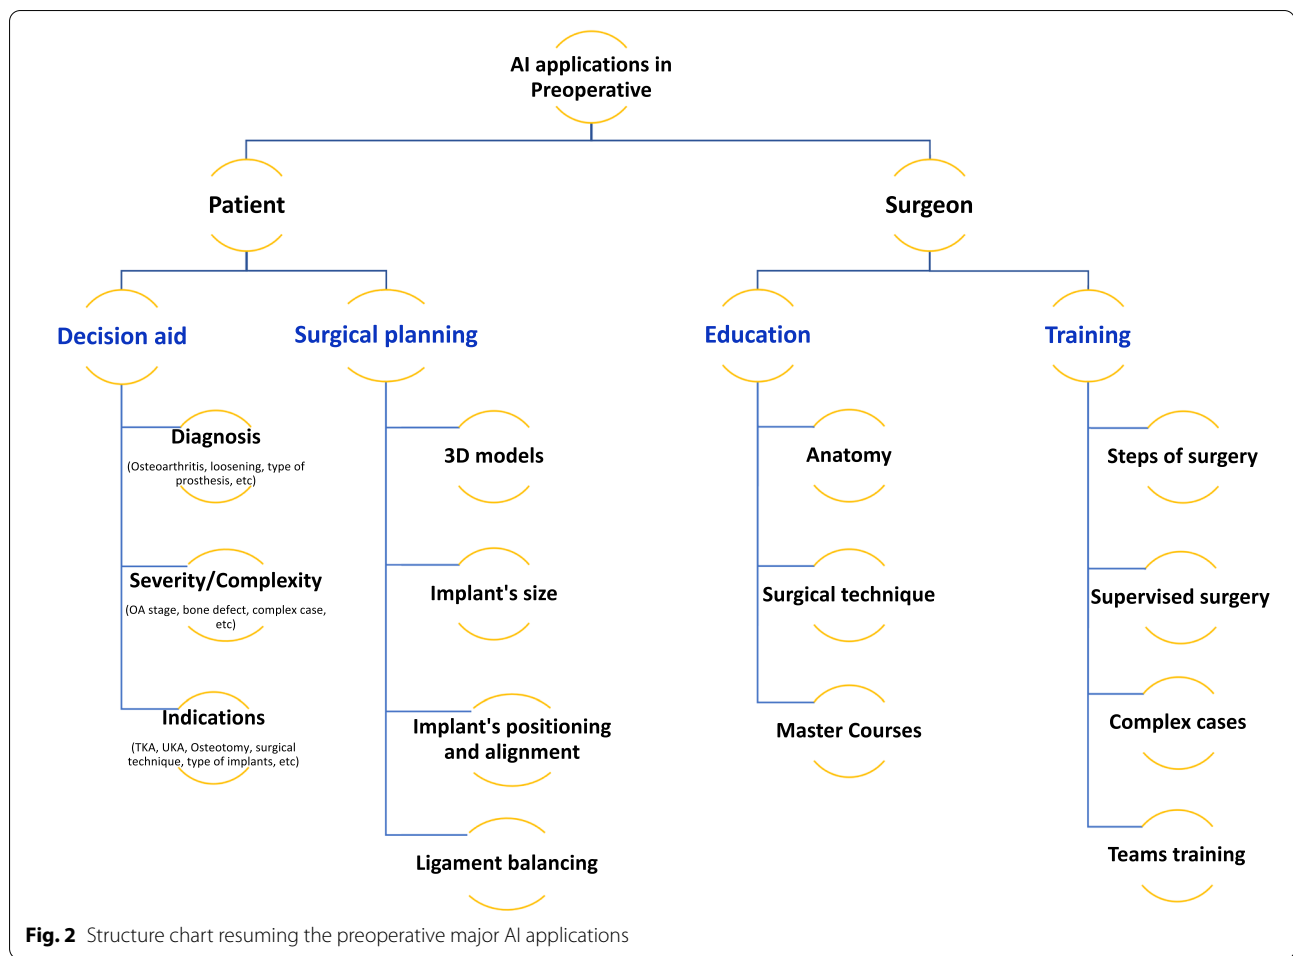 AI applications in
Preoperative
Patient
Surgeon
Decision aid
Surgical planning
Education
Training
Diagnosis
(Osteoarthritis, loosening, type of
prosthesis, etc)
Severity/Complexity
(OA stage, bone defect, complex case,
etc)
Indications
(TKA, UKA, Osteotomy, surgical
technique, type of implants, etc)
3D models
Implant's size
Implant's positioning
and alignment
Ligament balancing
Anatomy
Surgical technique
Master Courses
Steps of surgery
Supervised surgery
Complex cases
Teams training
Fig. 2 Structure chart resuming the preoperative major AI applications